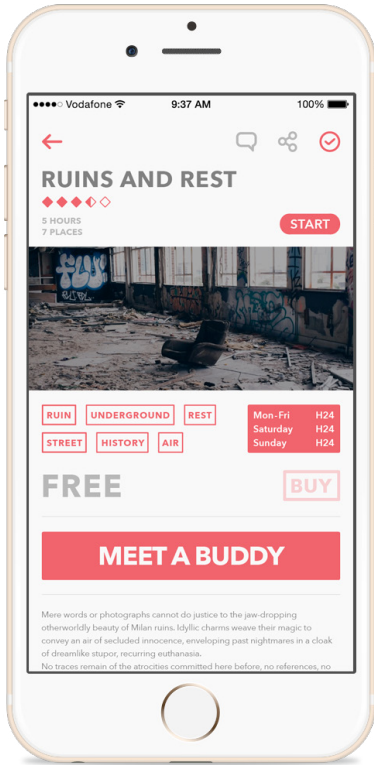 Vodafone 9:37 AM 100%
RUINS AND REST
5 HOURS
7 PLACES
START
RUIN UNDERGROUND REST
STREET HISTORY AIR
Mon-Fri H24
Saturday H24
Sunday H24
FREE
BUY
MEET A BUDDY
Mere words or photographs cannot do justice to the jaw-dropping
otherworldly beauty of Milan ruins. Idyllic charms weave their magic to
convey an air of secluded innocence, enveloping past nightmares in a cloak
of dreamlike stupor, recurring euthanasia.
No traces remain of the atrocities committed here before, no references, no